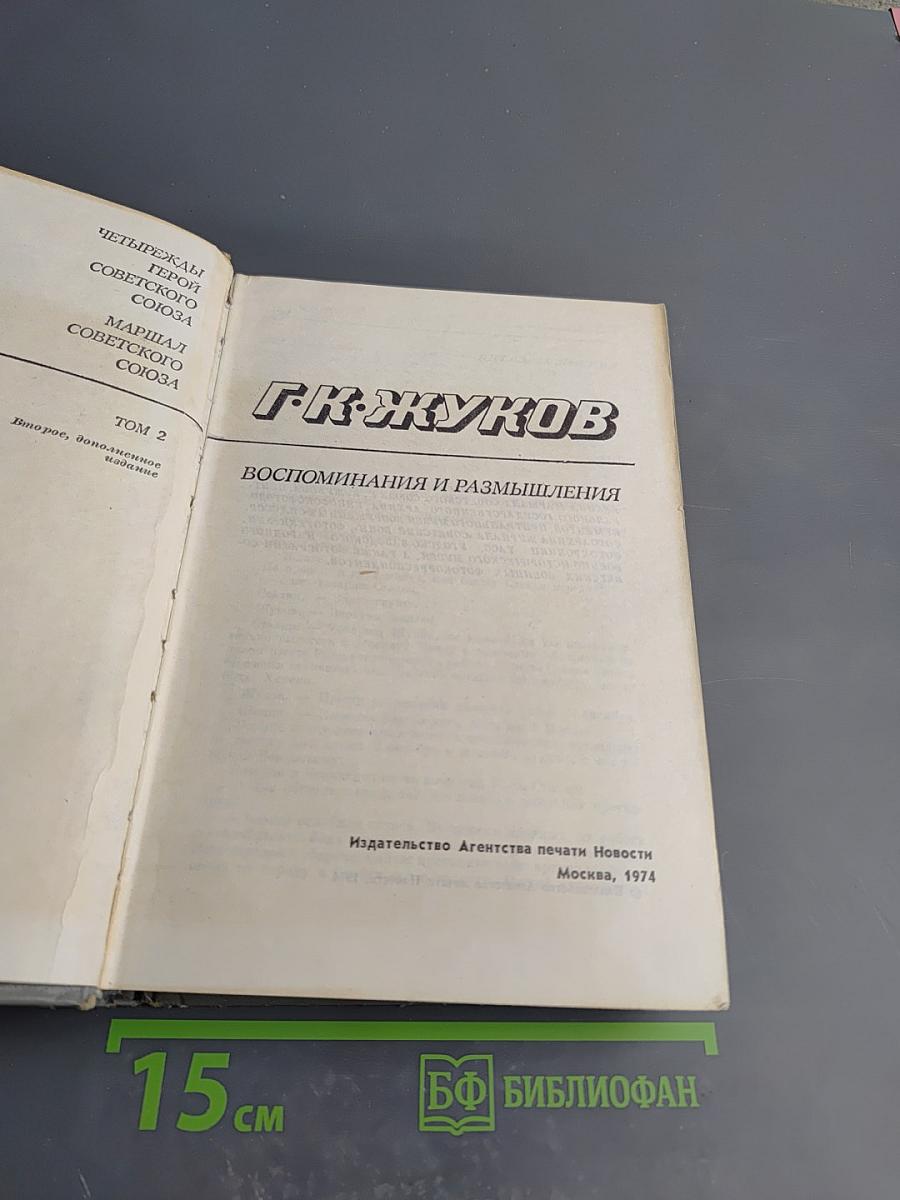 ЧЕТЫРЕЖДЫ
ГЕРОЙ
СОВЕТСКОГО
СОЮЗА
МАРШАЛ
СОВЕТСКОГО
СОЮЗА
ТОМ 2
Второе, дополненное
издание
Г·К·ЖУКОВ
ВОСПОМИНАНИЯ И РАЗМЫШЛЕНИЯ
Издательство Агентства печати Новости
Москва, 1974
15 см
БФ БИБЛИОФАН